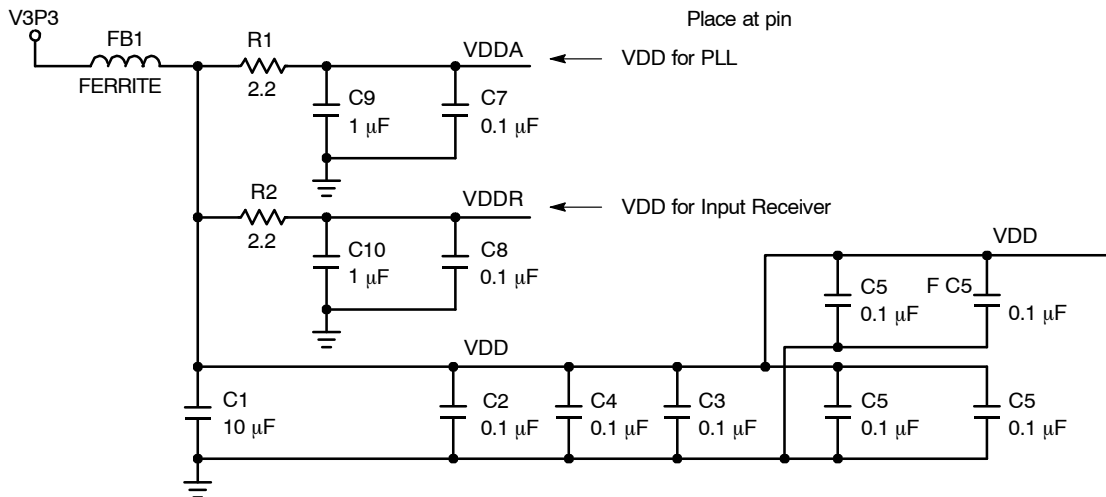 V3P3
Place at pin
FB1
R1
VDDA
VDD for PLL
FERRITE
2.2
C9
1 μF
C7
0.1 μF
R2
VDDR
VDD for Input Receiver
2.2
C10
1 μF
C8
0.1 μF
VDD
C5
0.1 μF
F C5
0.1 μF
VDD
C1
10 μF
C2
0.1 μF
C4
0.1 μF
C3
0.1 μF
C5
0.1 μF
C5
0.1 μF